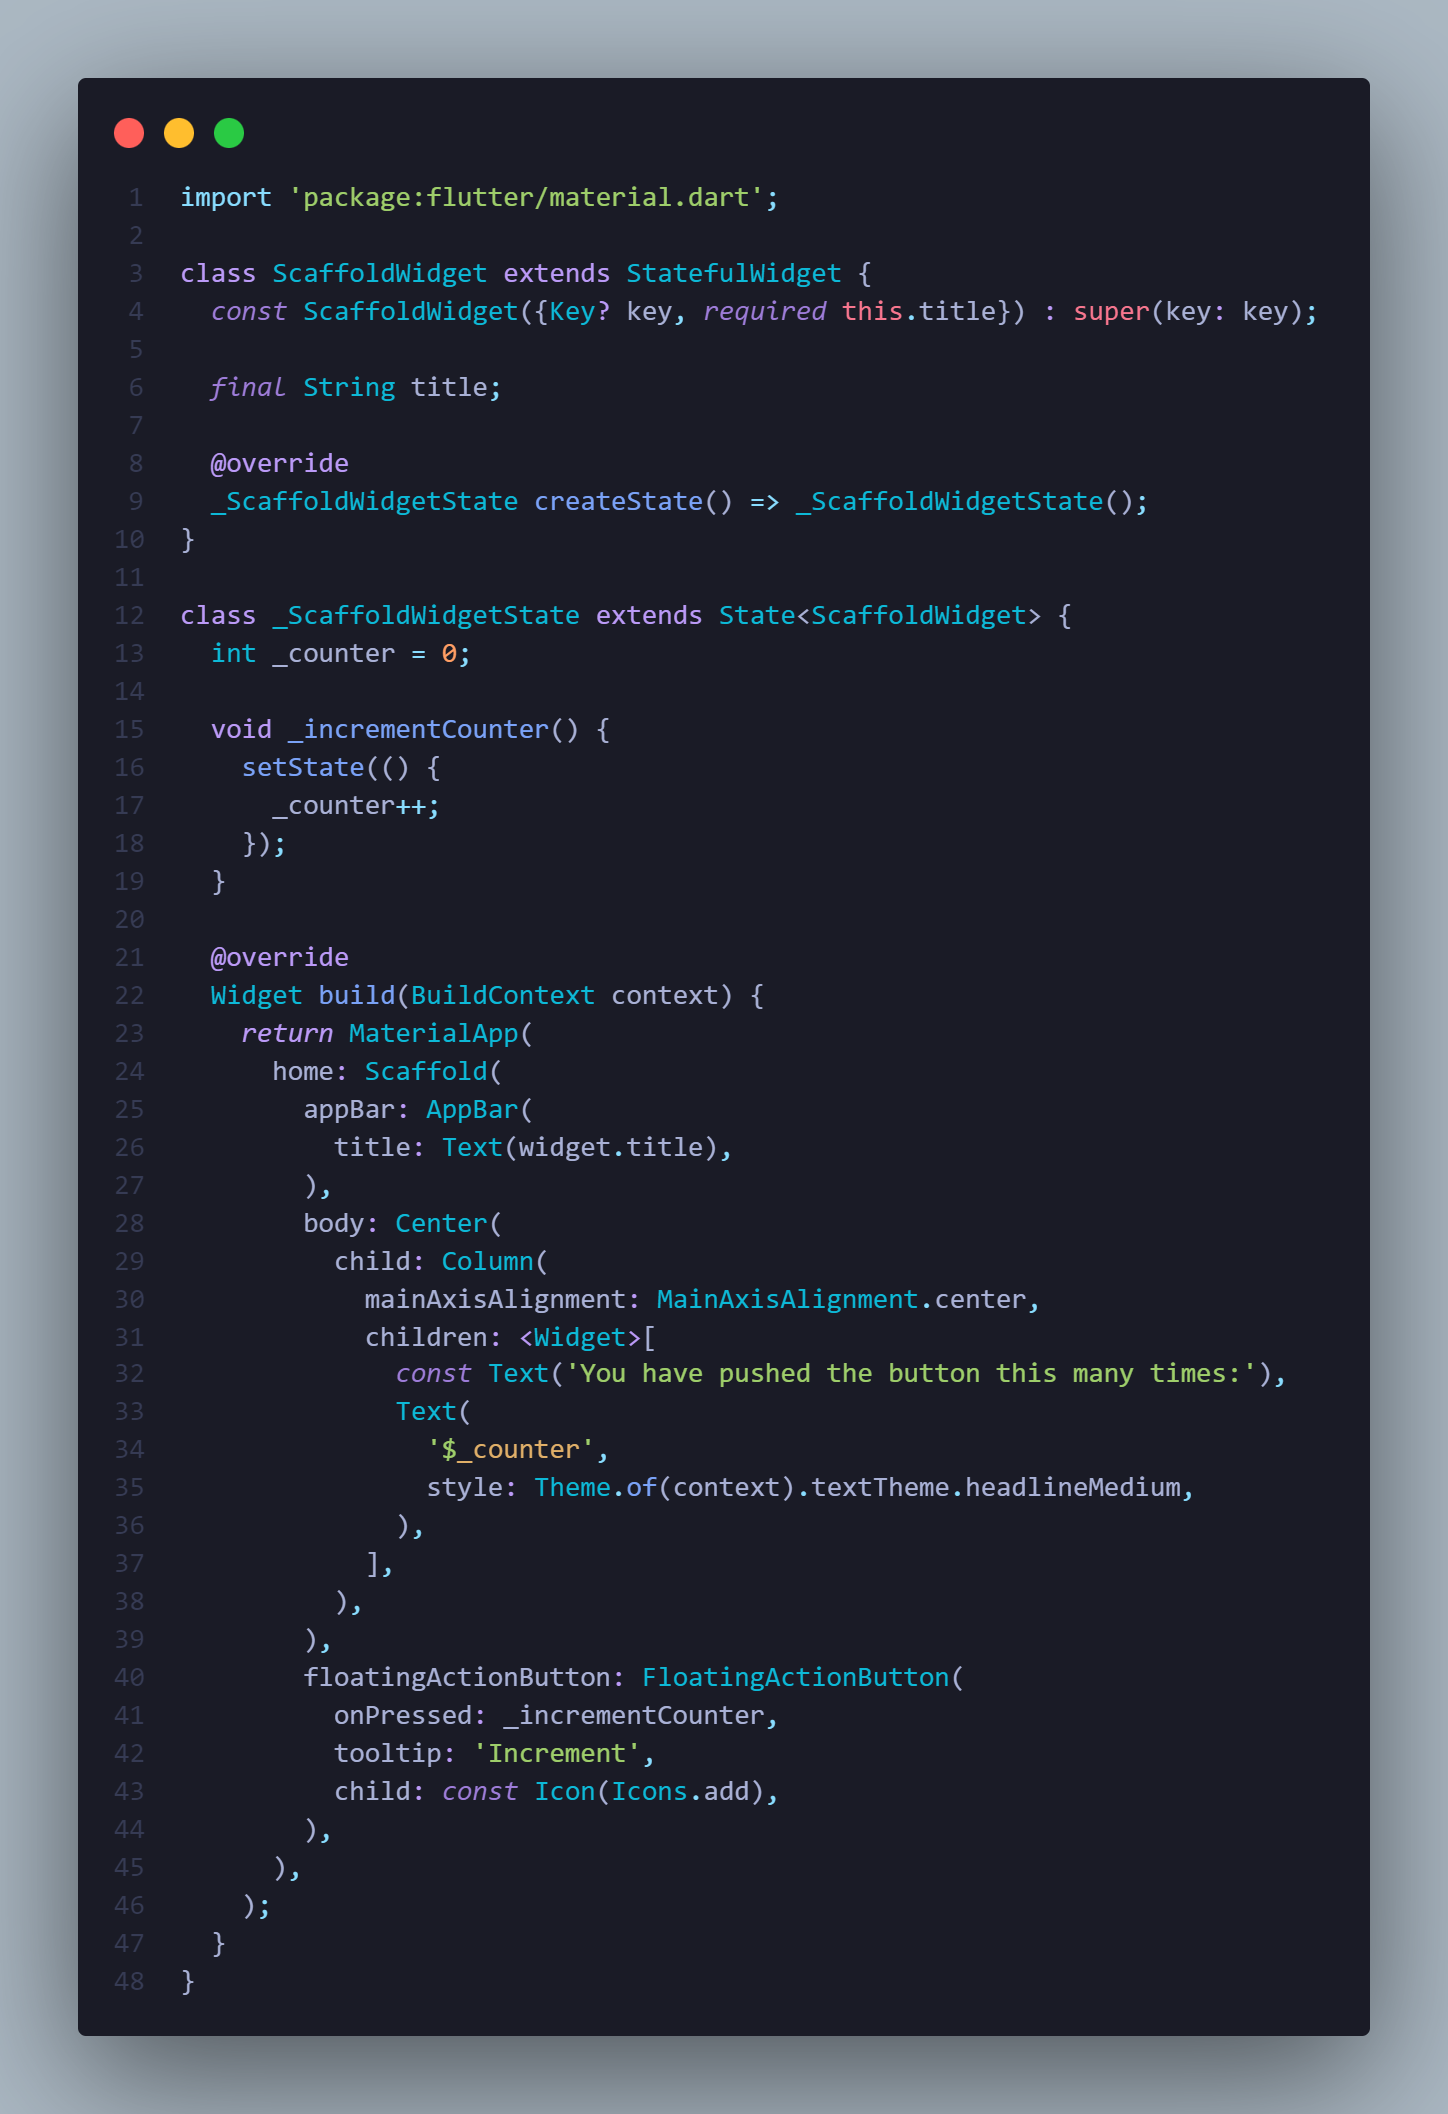 1 import 'package:flutter/material.dart';
2
3 class ScaffoldWidget extends StatefulWidget {
4   const ScaffoldWidget({Key? key, required this.title}) : super(key: key);
5
6   final String title;
7
8   @override
9   _ScaffoldWidgetState createState() => _ScaffoldWidgetState();
10 }
11
12 class _ScaffoldWidgetState extends State<ScaffoldWidget> {
13   int _counter = 0;
14
15   void _incrementCounter() {
16     setState(() {
17       _counter++;
18     });
19   }
20
21   @override
22   Widget build(BuildContext context) {
23     return MaterialApp(
24       home: Scaffold(
25         appBar: AppBar(
26           title: Text(widget.title),
27         ),
28         body: Center(
29           child: Column(
30             mainAxisAlignment: MainAxisAlignment.center,
31             children: <Widget>[
32               const Text('You have pushed the button this many times:'),
33               Text(
34                 '$_counter',
35                 style: Theme.of(context).textTheme.headlineMedium,
36               ),
37             ],
38           ),
39         ),
40         floatingActionButton: FloatingActionButton(
41           onPressed: _incrementCounter,
42           tooltip: 'Increment',
43           child: const Icon(Icons.add),
44         ),
45       ),
46     );
47   }
48 }